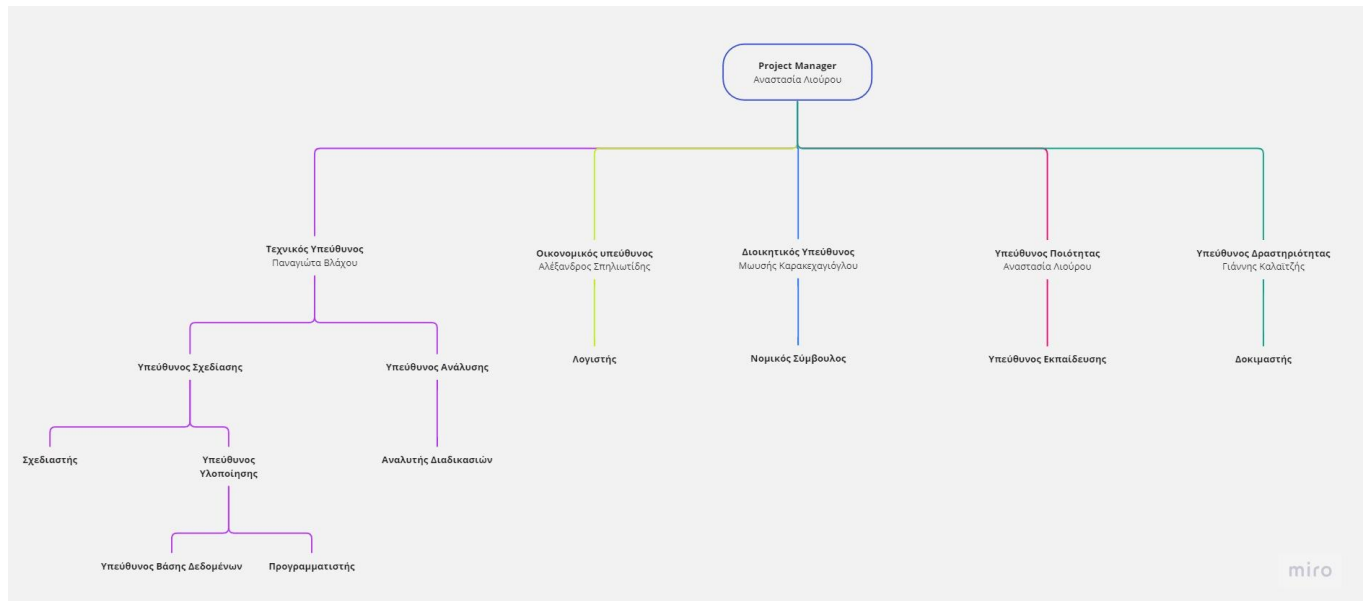 Project Manager
Αναστασία Λιούρου
Τεχνικός Υπεύθυνος
Παναγιώτα Βλάχου
Οικονομικός υπεύθυνος
Αλέξανδρος Σπηλιωτίδης
Διοικητικός Υπεύθυνος
Μωυσής Καρακεχαγιόγλου
Υπεύθυνος Ποιότητας
Αναστασία Λιούρου
Υπεύθυνος Δραστηριότητας
Γιάννης Καλαϊτζής
Υπεύθυνος Σχεδίασης
Υπεύθυνος Ανάλυσης
Λογιστής
Νομικός Σύμβουλος
Υπεύθυνος Εκπαίδευσης
Δοκιμαστής
Σχεδιαστής
Υπεύθυνος
Υλοποίησης
Αναλυτής Διαδικασιών
Υπεύθυνος Βάσης Δεδομένων
Προγραμματιστής
miro